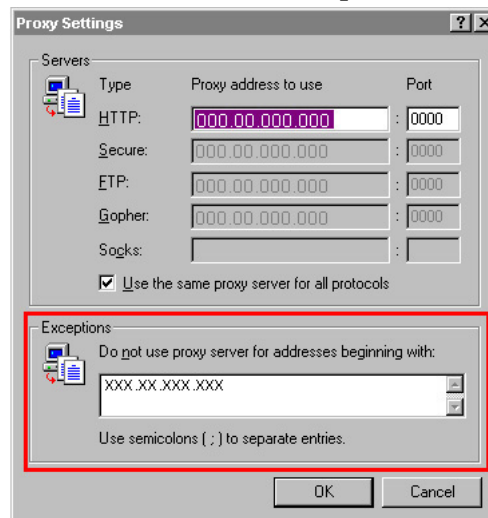 Proxy Settings ? X
Servers
Type Proxy address to use Port
HTTP: 000.00.000.000 : 0000
Secure: 000.00.000.000 : 0000
FTP: 000.00.000.000 : 0000
Gopher: 000.00.000.000 : 0000
Socks: :
Use the same proxy server for all protocols
Exceptions
Do not use proxy server for addresses beginning with:
XXX.XX.XXX.XXX
Use semicolons ( ; ) to separate entries.
OK Cancel